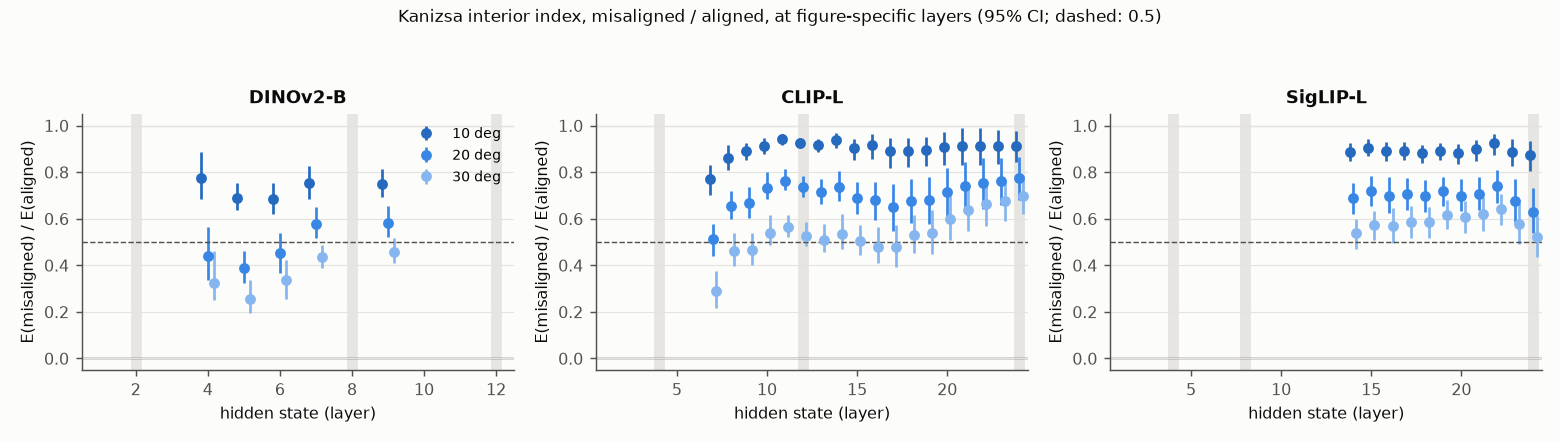 Kanizsa interior index, misaligned / aligned, at figure-specific layers (95% CI; dashed: 0.5)
DINOv2-B
E(misaligned) / E(aligned)
1.0
0.8
0.6
0.4
0.2
0.0
10 deg
20 deg
30 deg
2 4 6 8 10 12
hidden state (layer)
CLIP-L
E(misaligned) / E(aligned)
1.0
0.8
0.6
0.4
0.2
0.0
5 10 15 20
hidden state (layer)
SigLIP-L
E(misaligned) / E(aligned)
1.0
0.8
0.6
0.4
0.2
0.0
5 10 15 20
hidden state (layer)